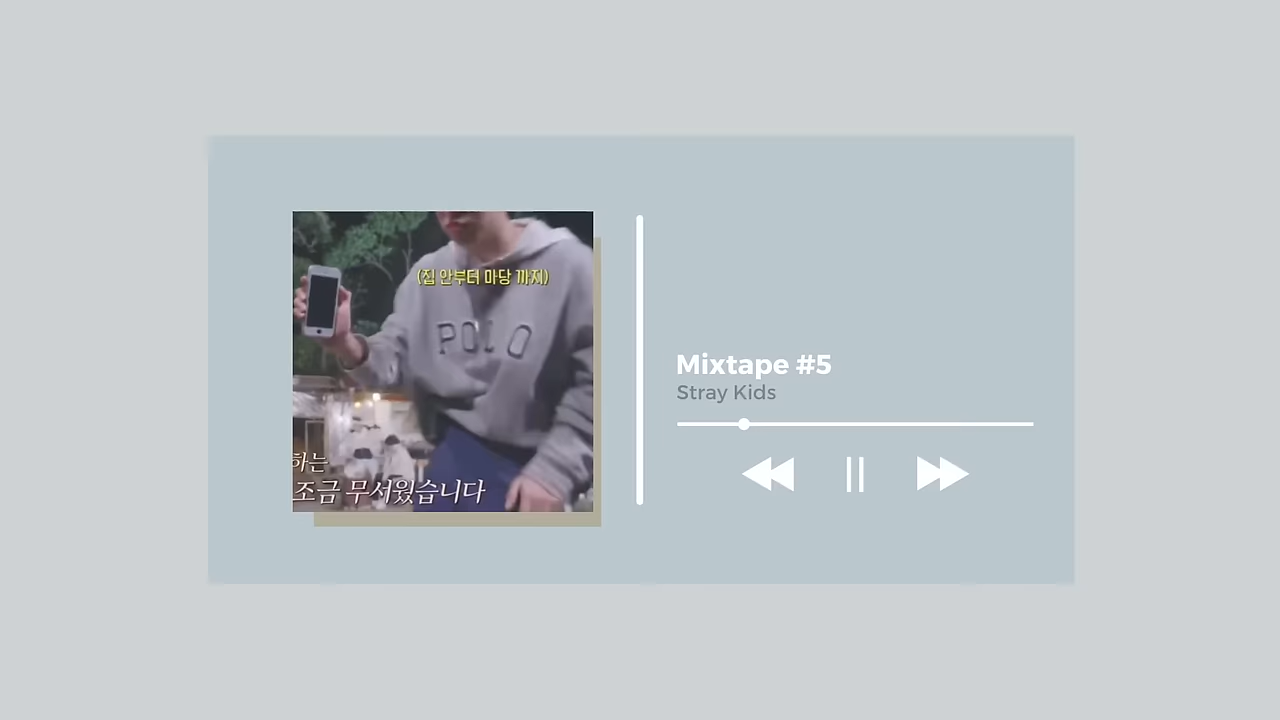 (집 안부터 마당 까지)
POLO
하는
조금 무서웠습니다
Mixtape #5
Stray Kids